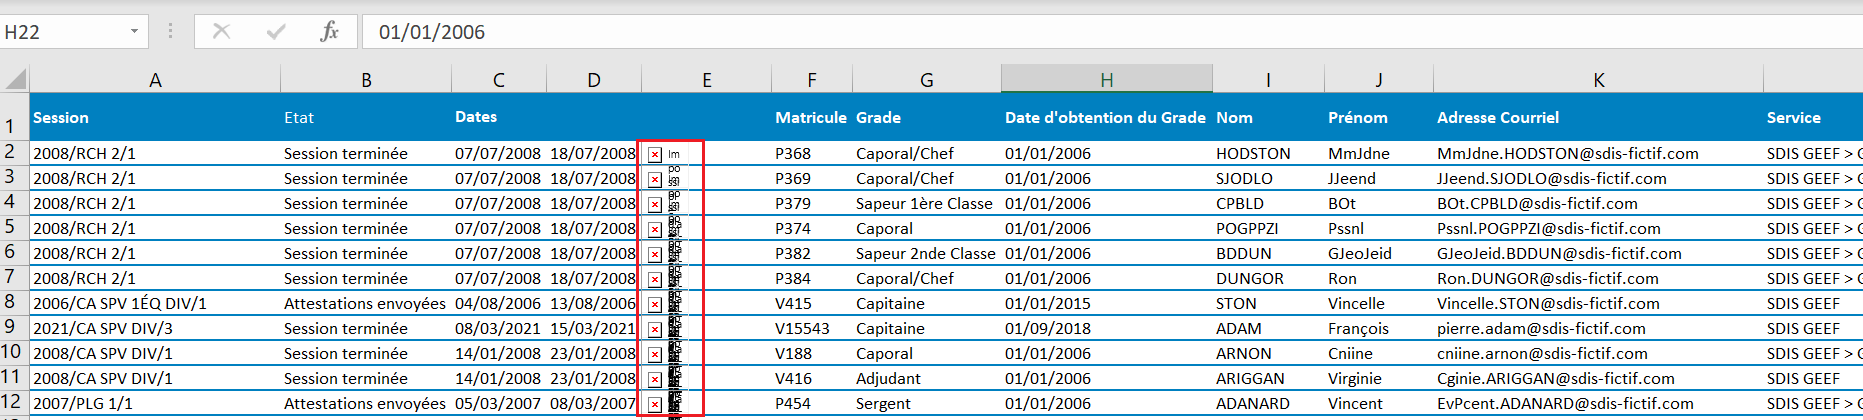 H22 fx 01/01/2006
A B C D E F G H I J K
1 Session Etat Dates Matricule Grade Date d'obtention du Grade Nom Prénom Adresse Courriel Service
2 2008/RCH 2/1 Session terminée 07/07/2008 18/07/2008 Im P368 Caporal/Chef 01/01/2006 HODSTON MmJdne MmJdne.HODSTON@sdis-fictif.com SDIS GEEF > G
3 2008/RCH 2/1 Session terminée 07/07/2008 18/07/2008 P369 Caporal/Chef 01/01/2006 SJODLO JJeend JJeend.SJODLO@sdis-fictif.com SDIS GEEF > G
4 2008/RCH 2/1 Session terminée 07/07/2008 18/07/2008 P379 Sapeur 1ère Classe 01/01/2006 CPBLD BOt BOt.CPBLD@sdis-fictif.com SDIS GEEF > G
5 2008/RCH 2/1 Session terminée 07/07/2008 18/07/2008 P374 Caporal 01/01/2006 POGPPZI Pssnl Pssnl.POGPPZI@sdis-fictif.com SDIS GEEF > G
6 2008/RCH 2/1 Session terminée 07/07/2008 18/07/2008 P382 Sapeur 2nde Classe 01/01/2006 BDDUN GJeoJeid GJeoJeid.BDDUN@sdis-fictif.com SDIS GEEF > G
7 2008/RCH 2/1 Session terminée 07/07/2008 18/07/2008 P384 Caporal/Chef 01/01/2006 DUNGOR Ron Ron.DUNGOR@sdis-fictif.com SDIS GEEF > G
8 2006/CA SPV 1ÉQ DIV/1 Attestations envoyées 04/08/2006 13/08/2006 V415 Capitaine 01/01/2015 STON Vincelle Vincelle.STON@sdis-fictif.com SDIS GEEF
9 2021/CA SPV DIV/3 Session terminée 08/03/2021 15/03/2021 V15543 Capitaine 01/09/2018 ADAM François pierre.adam@sdis-fictif.com SDIS GEEF
10 2008/CA SPV DIV/1 Session terminée 14/01/2008 23/01/2008 V188 Caporal 01/01/2006 ARNON Cniine cniine.arnon@sdis-fictif.com SDIS GEEF > G
11 2008/CA SPV DIV/1 Session terminée 14/01/2008 23/01/2008 V416 Adjudant 01/01/2006 ARIGGAN Virginie Cginie.ARIGGAN@sdis-fictif.com SDIS GEEF
12 2007/PLG 1/1 Attestations envoyées 05/03/2007 08/03/2007 P454 Sergent 01/01/2006 ADANARD Vincent EvPcent.ADANARD@sdis-fictif.com SDIS GEEF > G